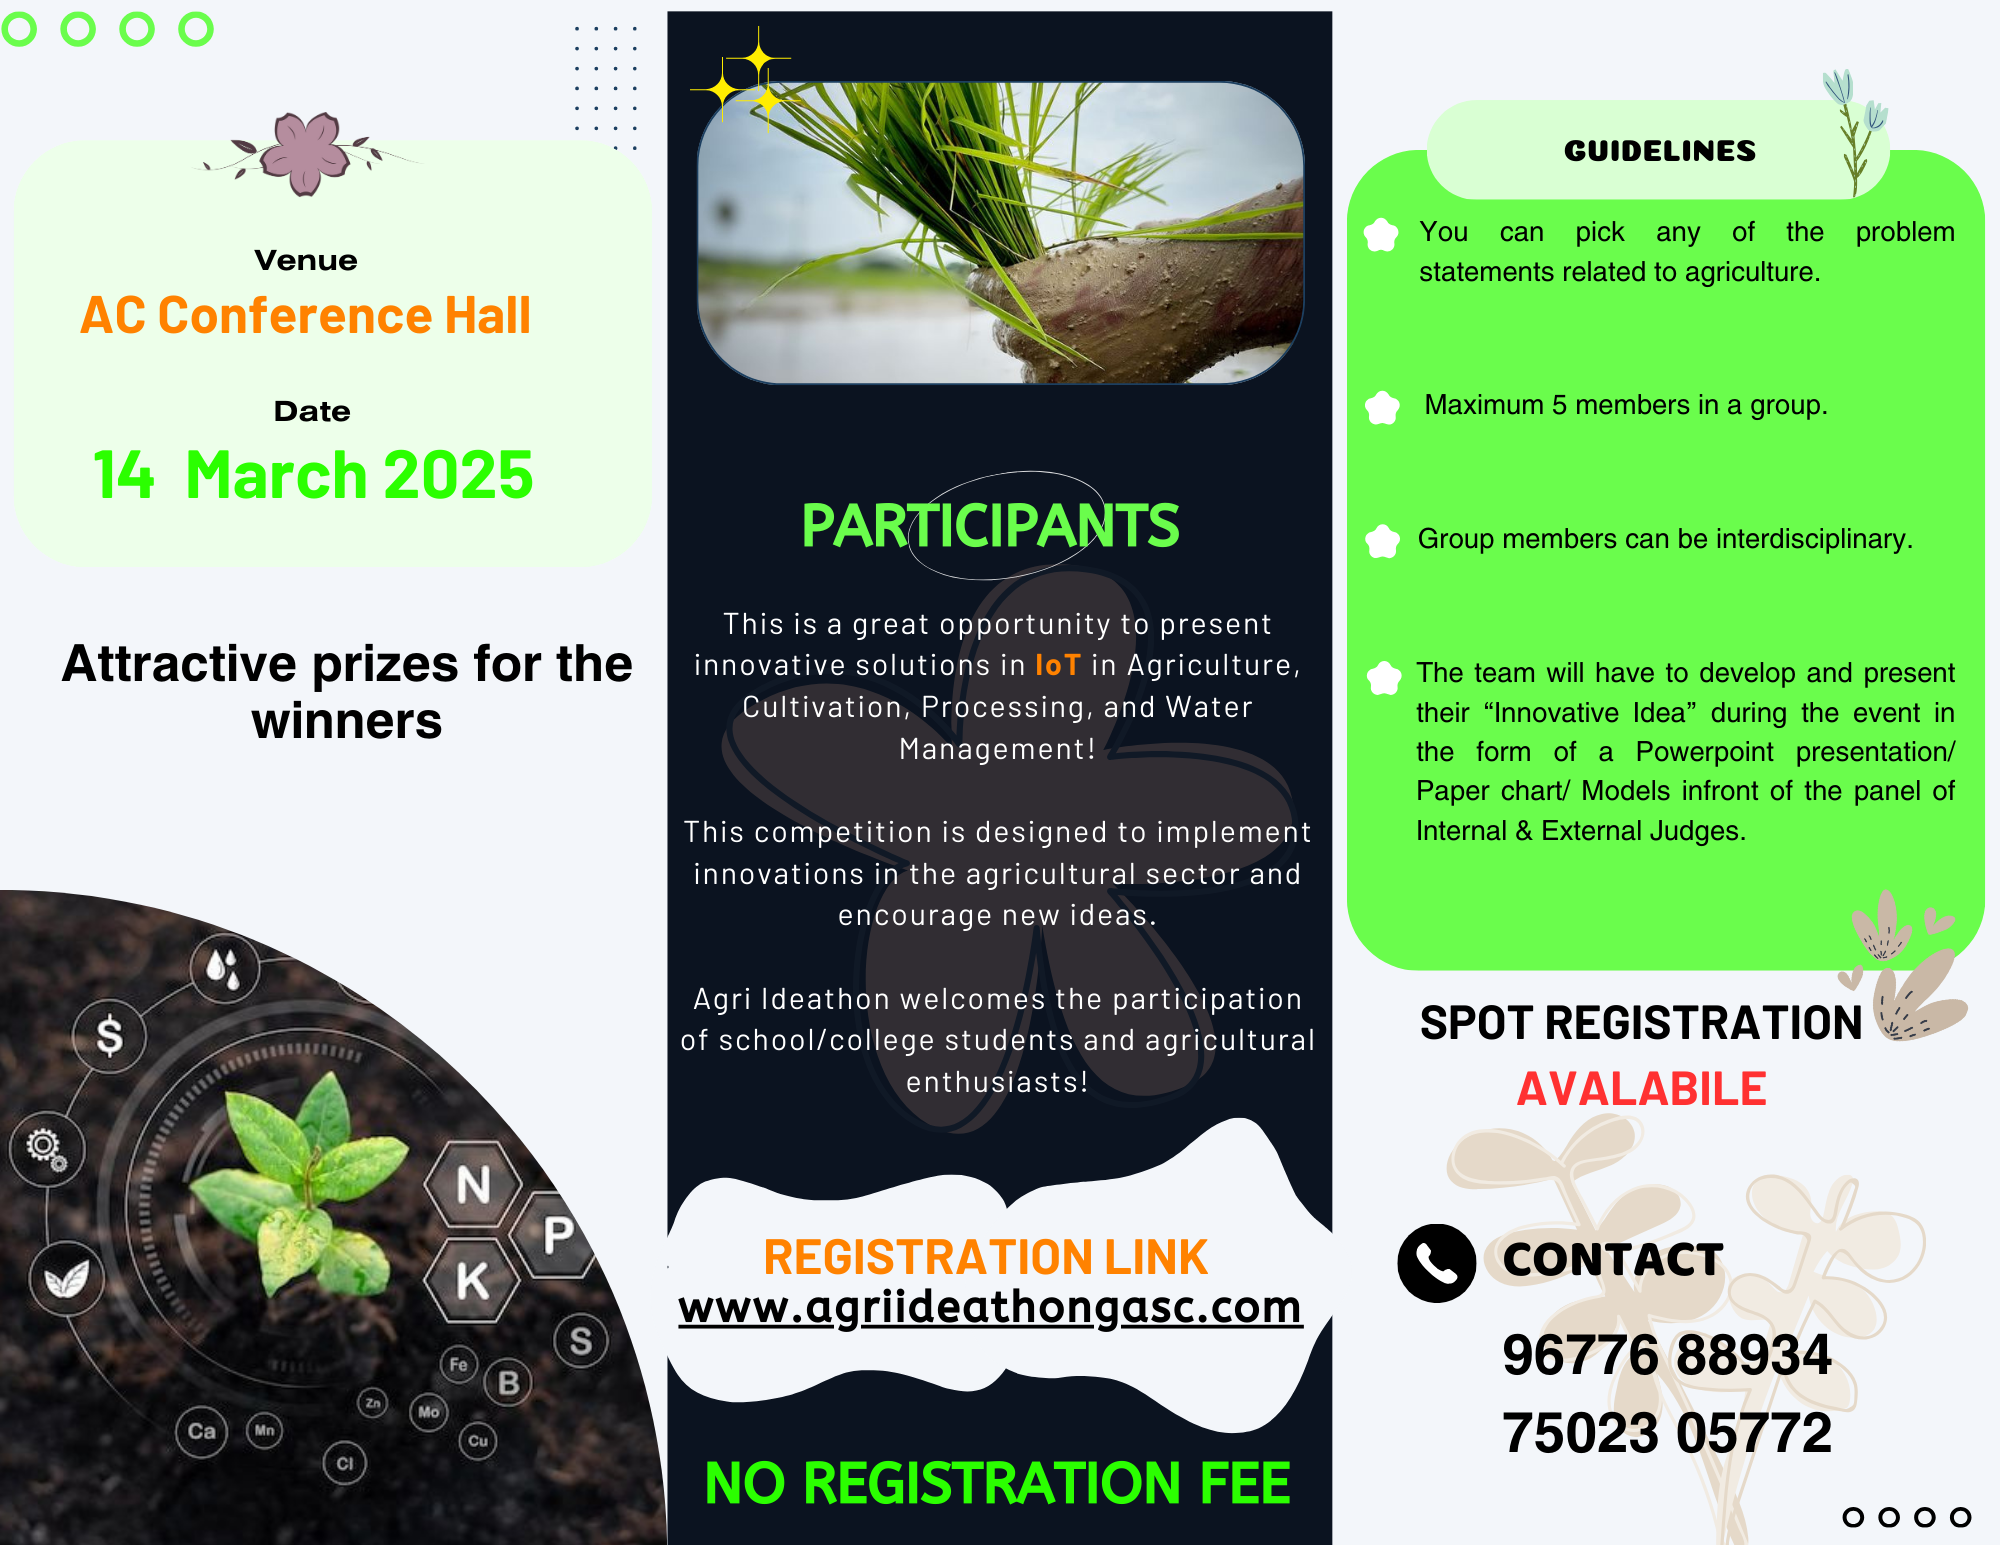 Venue
AC Conference Hall
Date
14 March 2025
Attractive prizes for the
winners
$
N
P
K
S
Fe
B
Zn
Mo
Ca
Mn
Cu
Cl
PARTICIPANTS
This is a great opportunity to present
innovative solutions in IoT in Agriculture,
Cultivation, Processing, and Water
Management!
This competition is designed to implement
innovations in the agricultural sector and
encourage new ideas.
Agri Ideathon welcomes the participation
of school/college students and agricultural
enthusiasts!
REGISTRATION LINK
www.agriideathongasc.com
NO REGISTRATION FEE
GUIDELINES
You can pick any of the problem
statements related to agriculture.
Maximum 5 members in a group.
Group members can be interdisciplinary.
The team will have to develop and present
their “Innovative Idea” during the event in
the form of a Powerpoint presentation/
Paper chart/ Models infront of the panel of
Internal & External Judges.
SPOT REGISTRATION
AVALABILE
CONTACT
96776 88934
75023 05772